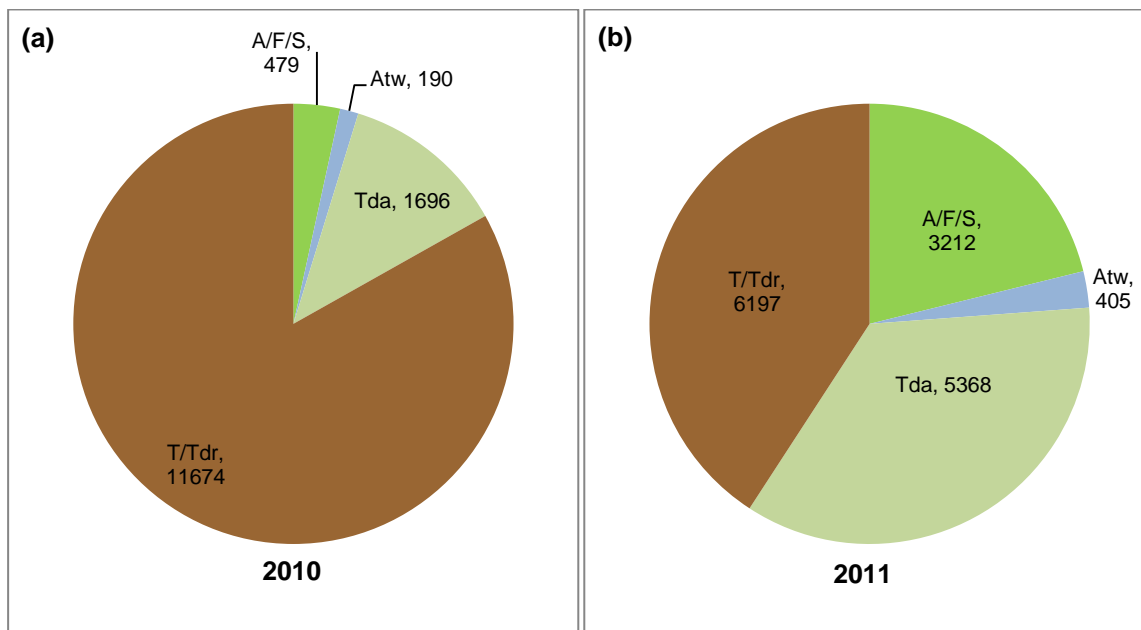 (a)
A/F/S,
479
Atw, 190
Tda, 1696
T/Tdr,
11674
2010
(b)
A/F/S,
3212
Atw,
405
T/Tdr,
6197
Tda, 5368
2011